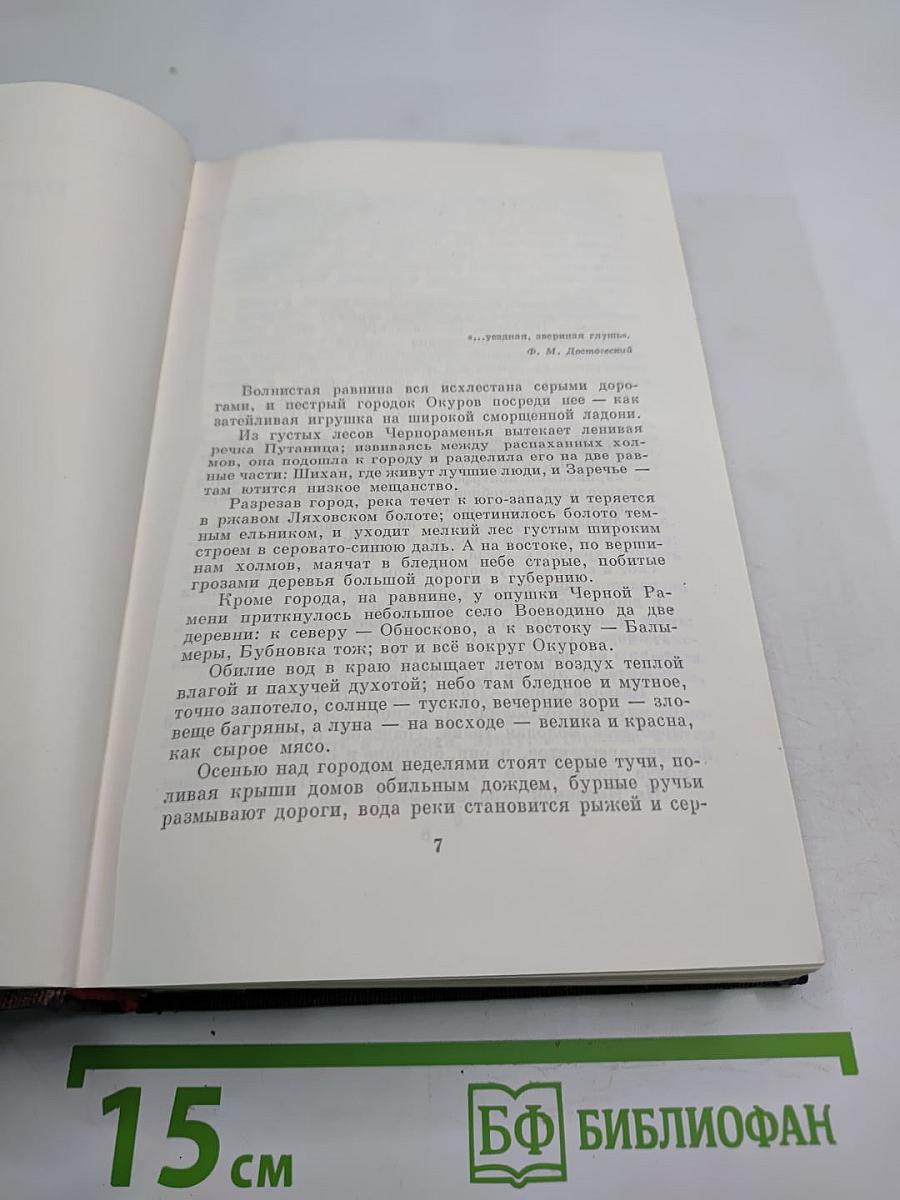 «...уездная, звериная глушь».
Ф. М. Достоевский
Волнистая равнина вся исхлестана серыми доро-
гами, и пестрый городок Окуров посреди нее — как
затейливая игрушка на широкой сморщенной ладони.
Из густых лесов Чернораменья вытекает ленивая
речка Путаница; извиваясь между распаханных хол-
мов, она подошла к городу и разделила его на две рав-
ные части: Шихан, где живут лучшие люди, и Заречье —
там ютится низкое мещанство.
Разрезав город, река течет к юго-западу и теряется
в ржавом Ляховском болоте; ощетинилось болото тем-
ным ельником, и уходит мелкий лес густым широким
строем в серовато-синюю даль. А на востоке, по верши-
нам холмов, маячат в бледном небе старые, побитые
грозами деревья большой дороги в губернию.
Кроме города, на равнине, у опушки Черной Ра-
мени приткнулось небольшое село Воеводино да две
деревни: к северу — Обносково, а к востоку — Балы-
меры, Бубновка тож; вот и всё вокруг Окурова.
Обилие вод в краю насыщает летом воздух теплой
влагой и пахучей духотой; небо там бледное и мутное,
точно запотело, солнце — тускло, вечерние зори — зло-
веще багряны, а луна — на восходе — велика и красна,
как сырое мясо.
Осенью над городом неделями стоят серые тучи, по-
ливая крыши домов обильным дождем, бурные ручьи
размывают дороги, вода реки становится рыжей и сер-
7
15 см
БФ БИБЛИОФАН